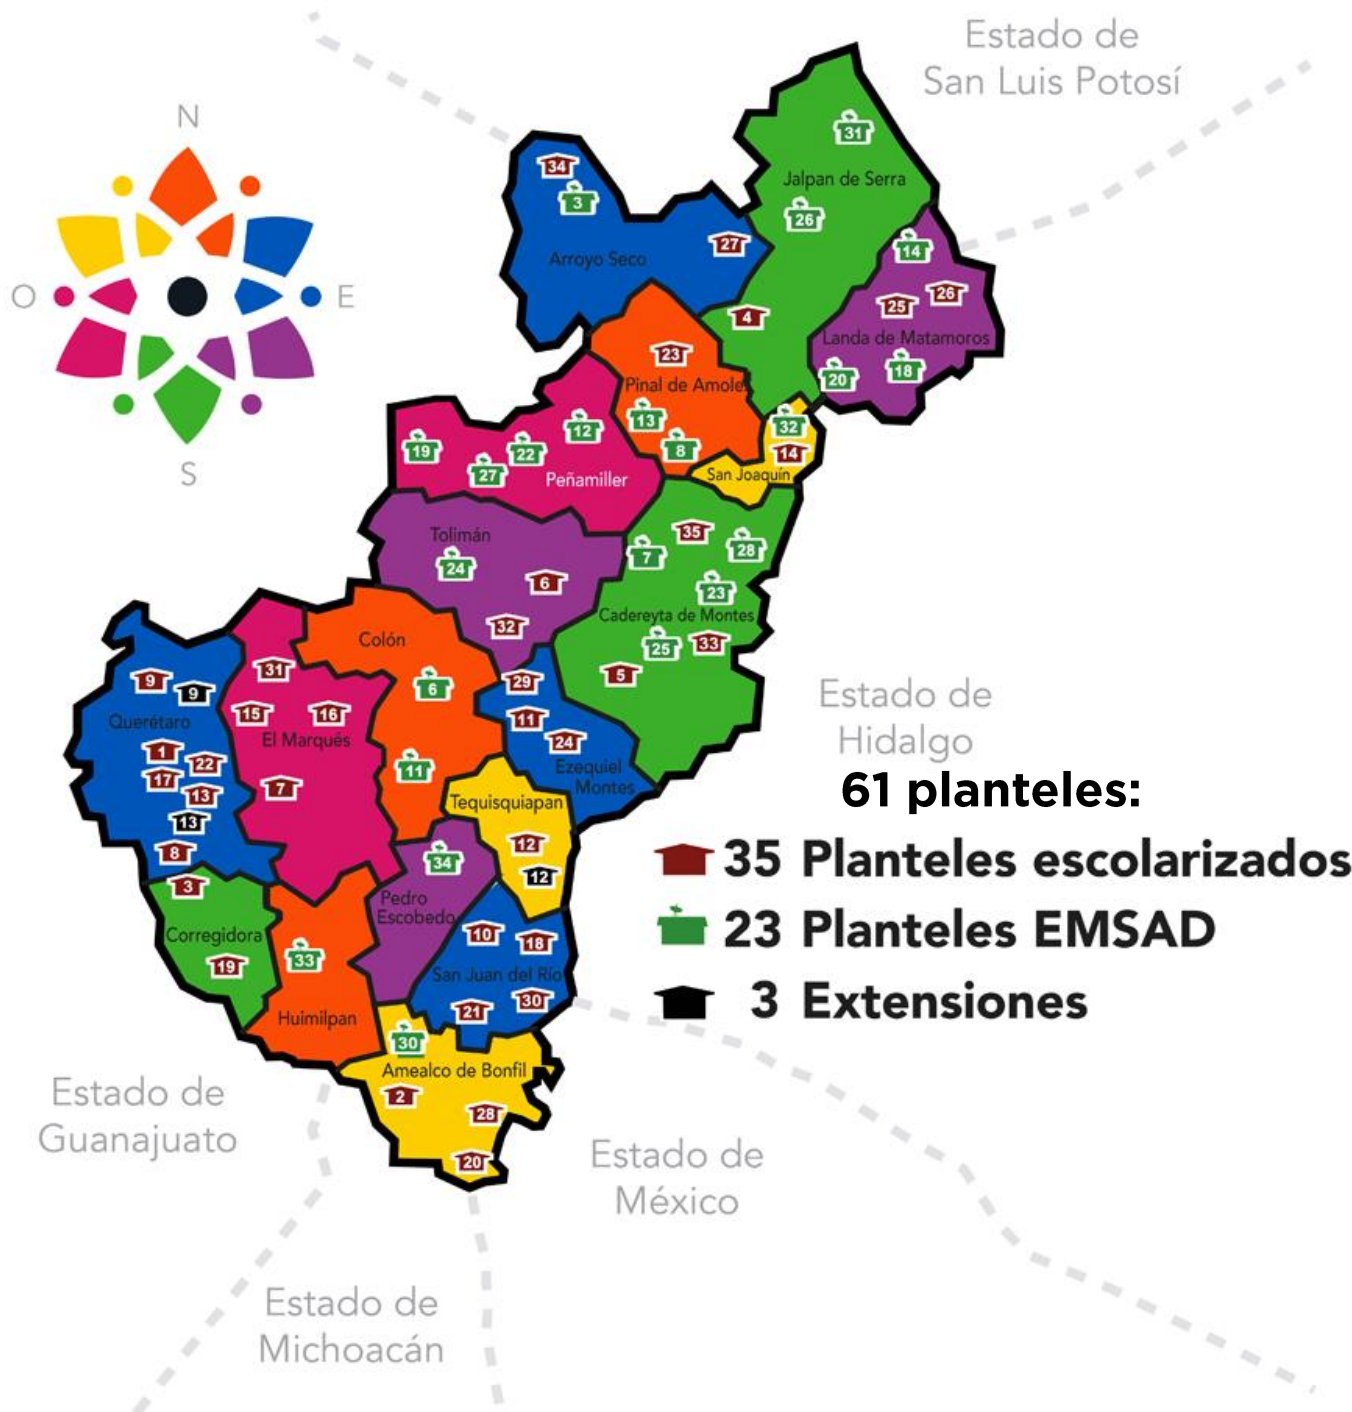 Estado de
San Luis Potosí
N
O
E
S
31
Jalpan de Serra
26
34
3
27
Arroyo Seco
4
14
26
25
Landa de Matamoros
20
18
23
Pinal de Amoles
13
8
32
14
San Joaquín
12
19
22
27
Peñamiller
Tolimán
24
6
32
35
7
28
23
Cadereyta de Montes
25
33
5
Colón
6
11
29
11
24
Ezequiel
Montes
9
9
Querétaro
1
22
17
13
13
8
31
15
16
El Marqués
7
Tequisquiapan
12
12
34
Pedro
Escobedo
3
Corregidora
19
33
Huimilpan
10
18
San Juan del Río
21
30
30
Amealco de Bonfil
2
28
20
Estado de
Hidalgo
61 planteles:
35 Planteles escolarizados
23 Planteles EMSAD
3 Extensiones
Estado de
Guanajuato
Estado de
México
Estado de
Michoacán